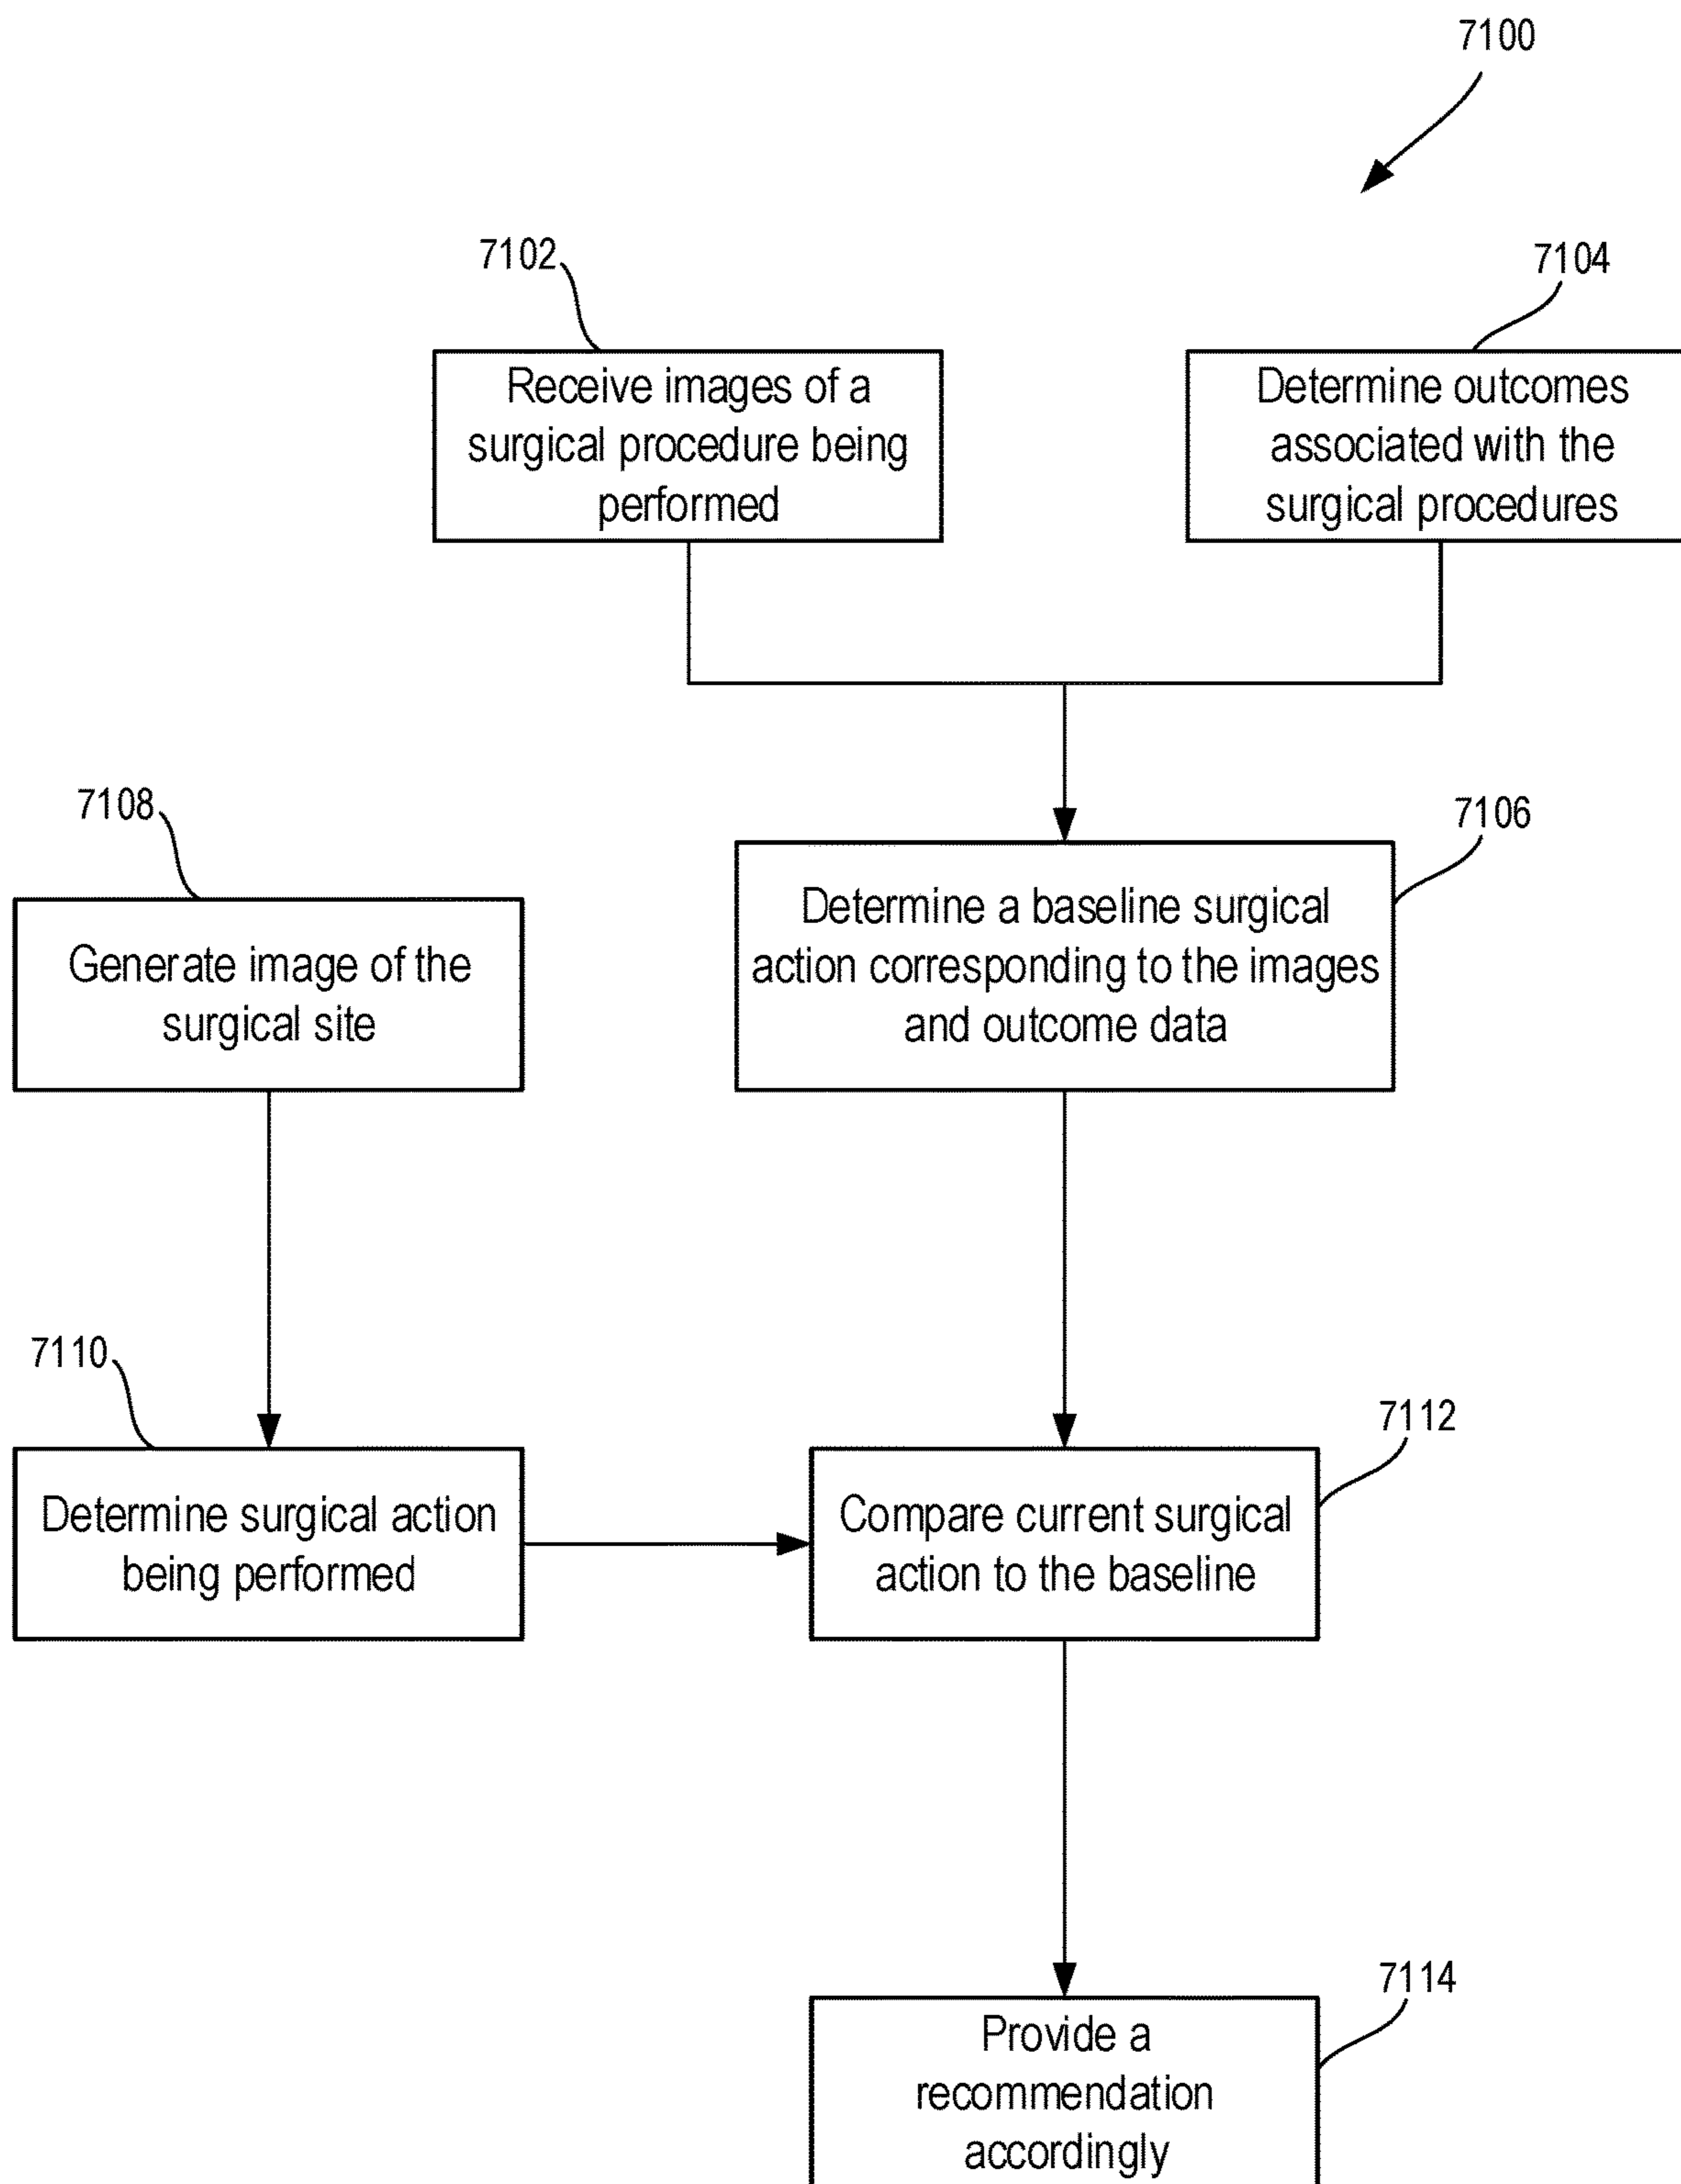 7100
7102
7104
Receive images of a
surgical procedure being
performed
Determine outcomes
associated with the
surgical procedures
7108
7106
Generate image of the
surgical site
Determine a baseline surgical
action corresponding to the images
and outcome data
7110
7112
Determine surgical action
being performed
Compare current surgical
action to the baseline
7114
Provide a
recommendation
accordingly